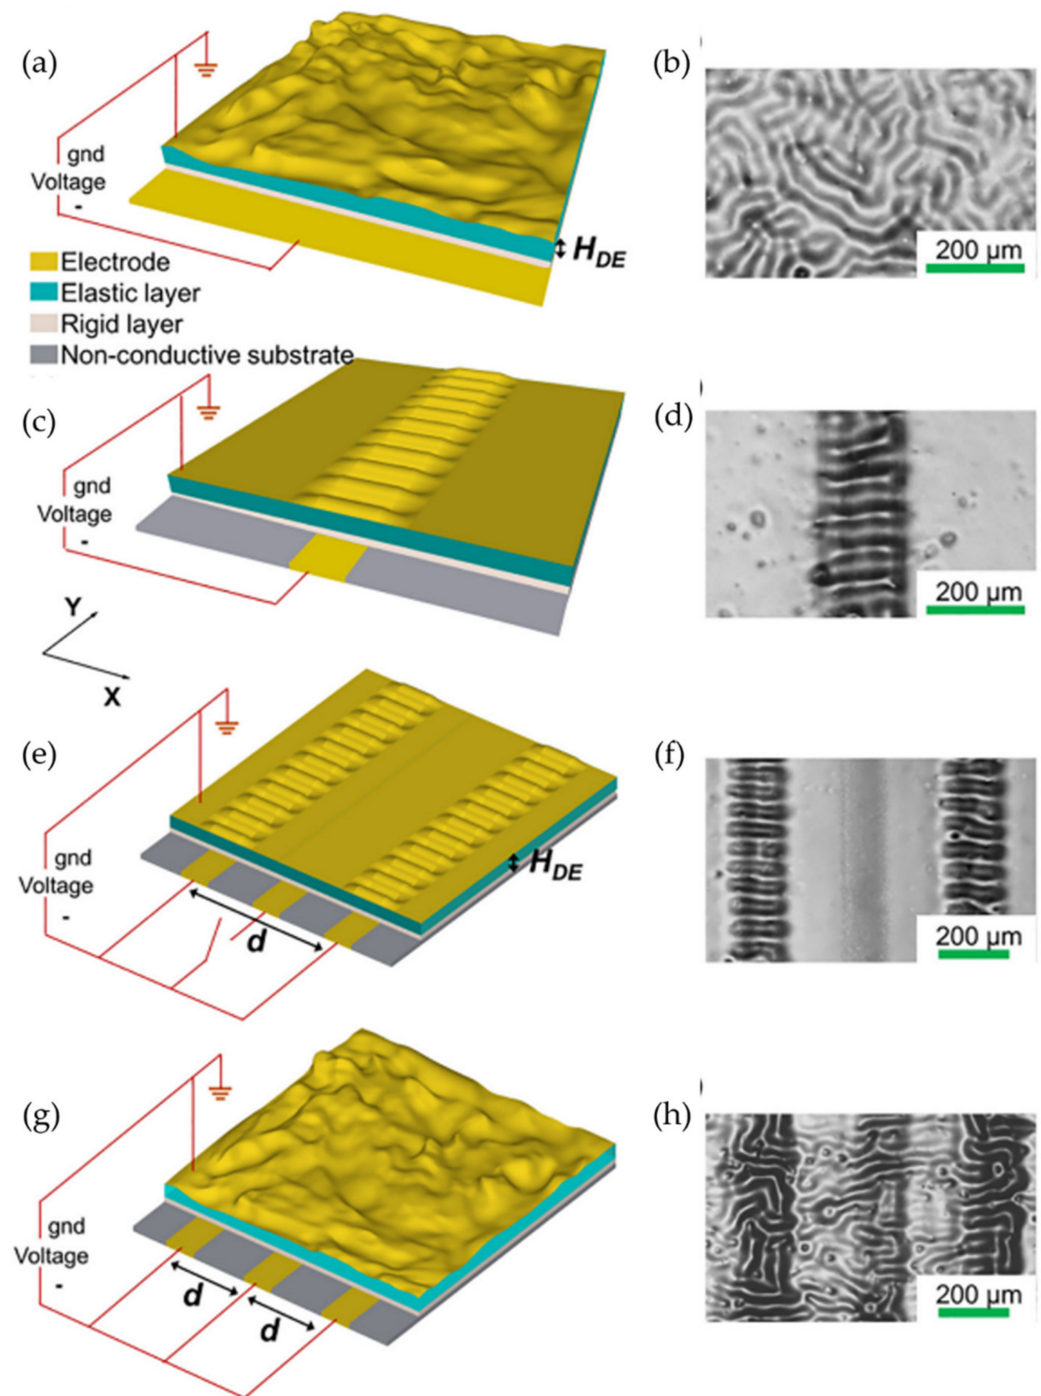 (a)
gnd
Voltage
-
H_DE
(b)
200 µm
Electrode
Elastic layer
Rigid layer
Non-conductive substrate
(c)
gnd
Voltage
-
(d)
200 µm
Y
X
(e)
gnd
Voltage
-
H_DE
d
(f)
200 µm
(g)
gnd
Voltage
-
d
d
(h)
200 µm